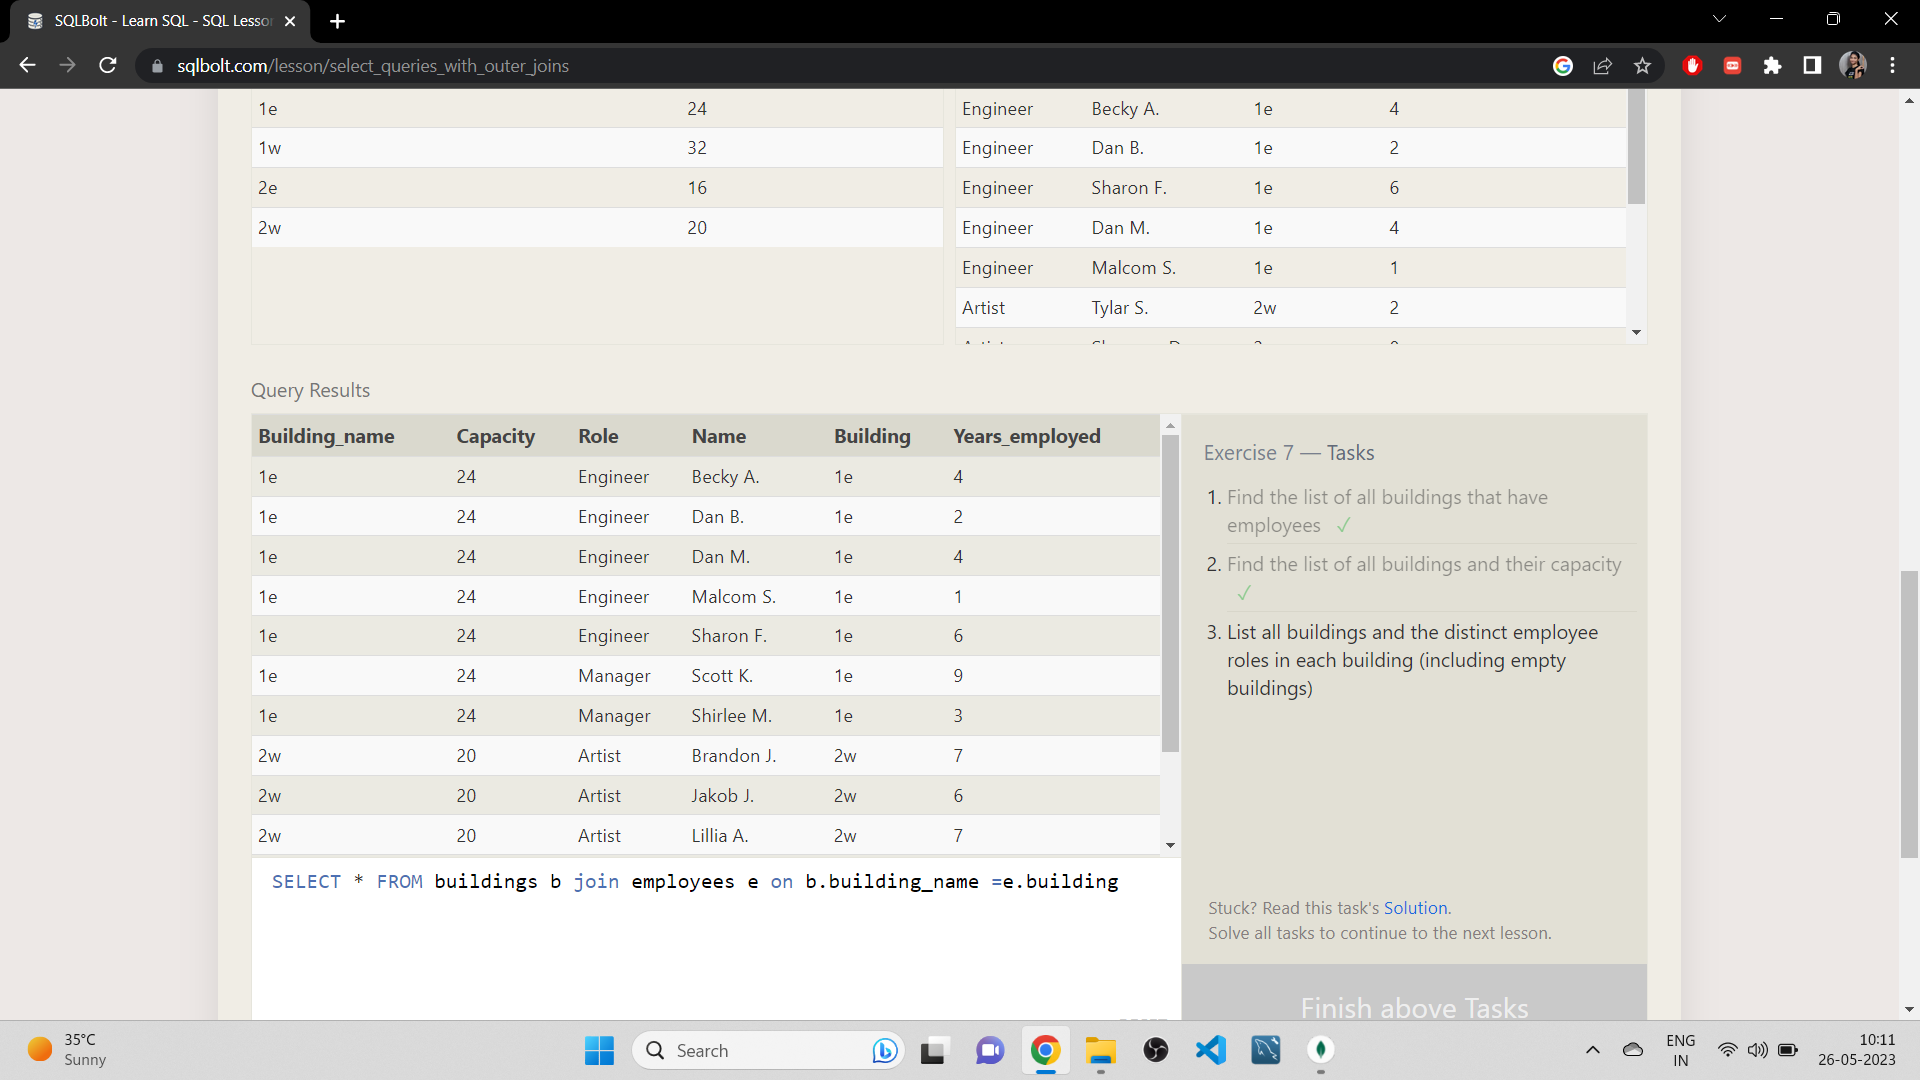 SQLBolt - Learn SQL - SQL Lesso
sqlbolt.com/lesson/select_queries_with_outer_joins
1e 24
1w 32
2e 16
2w 20
Engineer Becky A. 1e 4
Engineer Dan B. 1e 2
Engineer Sharon F. 1e 6
Engineer Dan M. 1e 4
Engineer Malcom S. 1e 1
Artist Tylar S. 2w 2
Query Results
Building_name Capacity Role Name Building Years_employed
1e 24 Engineer Becky A. 1e 4
1e 24 Engineer Dan B. 1e 2
1e 24 Engineer Dan M. 1e 4
1e 24 Engineer Malcom S. 1e 1
1e 24 Engineer Sharon F. 1e 6
1e 24 Manager Scott K. 1e 9
1e 24 Manager Shirlee M. 1e 3
2w 20 Artist Brandon J. 2w 7
2w 20 Artist Jakob J. 2w 6
2w 20 Artist Lillia A. 2w 7
SELECT * FROM buildings b join employees e on b.building_name =e.building
Exercise 7 — Tasks
1. Find the list of all buildings that have
employees ✓
2. Find the list of all buildings and their capacity
✓
3. List all buildings and the distinct employee
roles in each building (including empty
buildings)
Stuck? Read this task's Solution.
Solve all tasks to continue to the next lesson.
Finish above Tasks
35°C
Sunny
Search
ENG
IN
10:11
26-05-2023